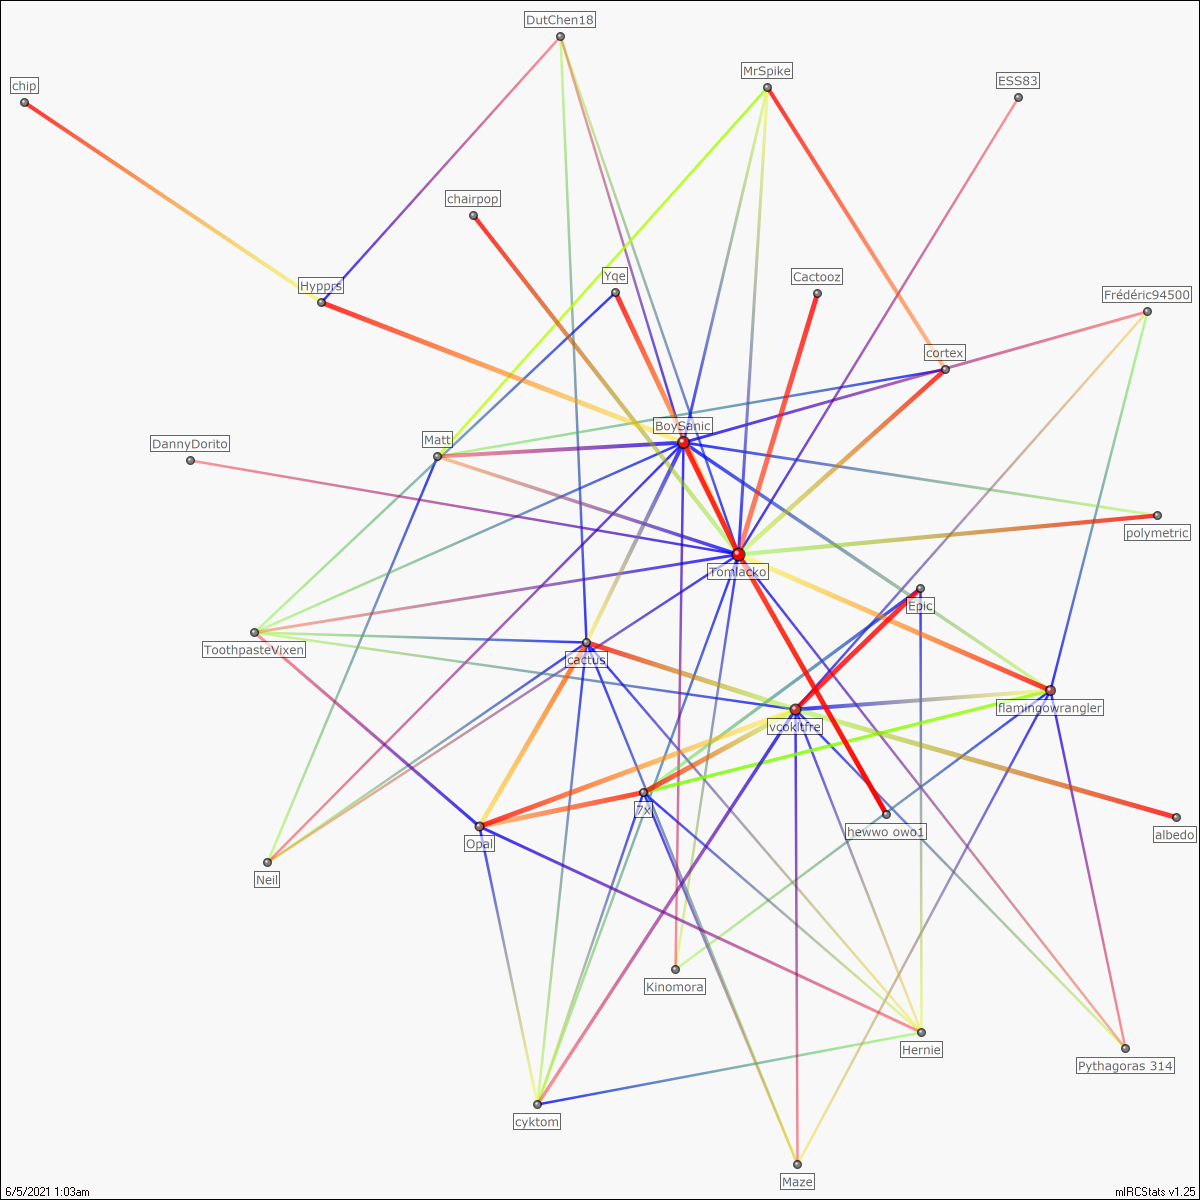 DutChen18
MrSpike
ESS83
chip
chairpop
Yqe
Cactooz
Hypprs
Frédéric94500
cortex
BoySanic
Matt
DannyDorito
polymetric
Tomlacko
Epic
ToothpasteVixen
cactus
flamingowrangler
vcokltfre
7x
hewwo owo1
albedo
Opal
Neil
Kinomora
Hernie
Pythagoras 314
cyktom
Maze
6/5/2021 1:03am
mIRCStats v1.25